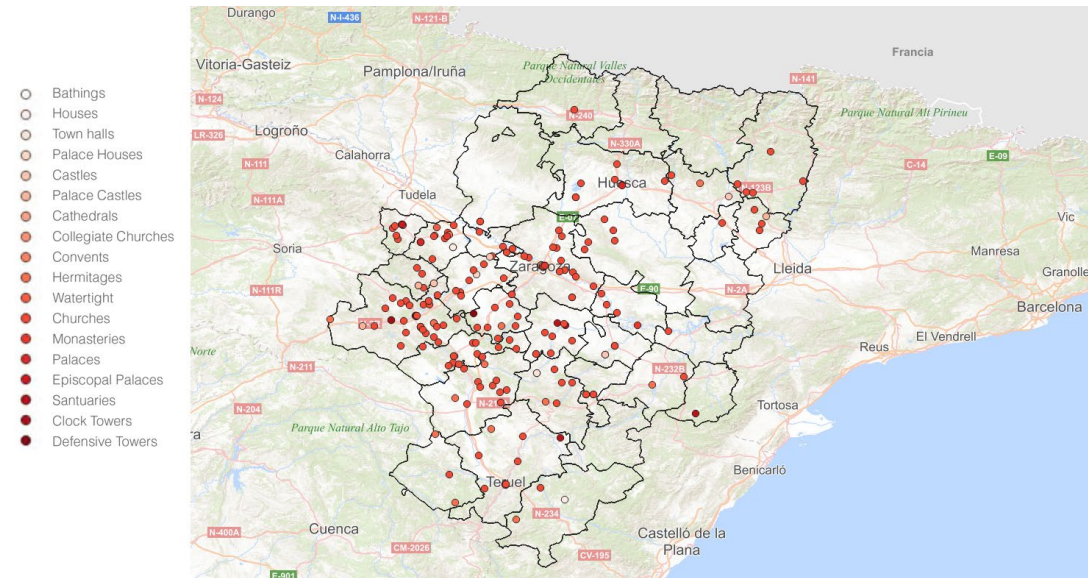 Bathings
Houses
Town halls
Palace Houses
Castles
Palace Castles
Cathedrals
Collegiate Churches
Convents
Hermitages
Watertight
Churches
Monasteries
Palaces
Episcopal Palaces
Santuaries
Clock Towers
Defensive Towers
Durango
N-I-436
N-121-B
Francia
Vitoria-Gasteiz
Pamplona/Iruña
Parque Natural Valles
Occidentales
N-141
N-124
N-240
Parque Natural Alt Pirineu
LR-326
Logroño
N-330A
N-111
Calahorra
E-09
C-14
Huesca
N-123B
N-111A
Tudela
Vic
Soria
Manresa
Zaragoza
Lleida
Granolle
N-111R
E-90
N-2A
Barcelona
El Vendrell
Reus
Norte
N-211
N-232B
N-204
Tortosa
ra
Parque Natural Alto Tajo
Benicarló
Teruel
N-234
Cuenca
N-400A
CM-2026
Castelló de la
Plana
CV-195
E-901